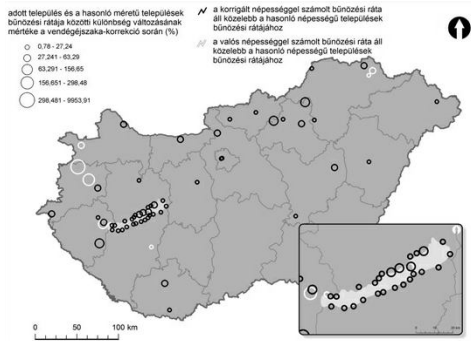 adott település és a hasonló méretű települések
bűnözési rátája közötti különbség változásának
mértéke a vendégéjszaka-korrekció során (%)
0,78 - 27,24
27,241 - 63,29
63,291 - 156,65
156,651 - 298,48
298,481 - 9953,91
a korrigált népességgel számolt bűnözési ráta
áll közelebb a hasonló népességű települések
bűnözési rátájához
a valós népességgel számolt bűnözési ráta áll
közelebb a hasonló népességű települések
bűnözési rátájához
0 50 100 km